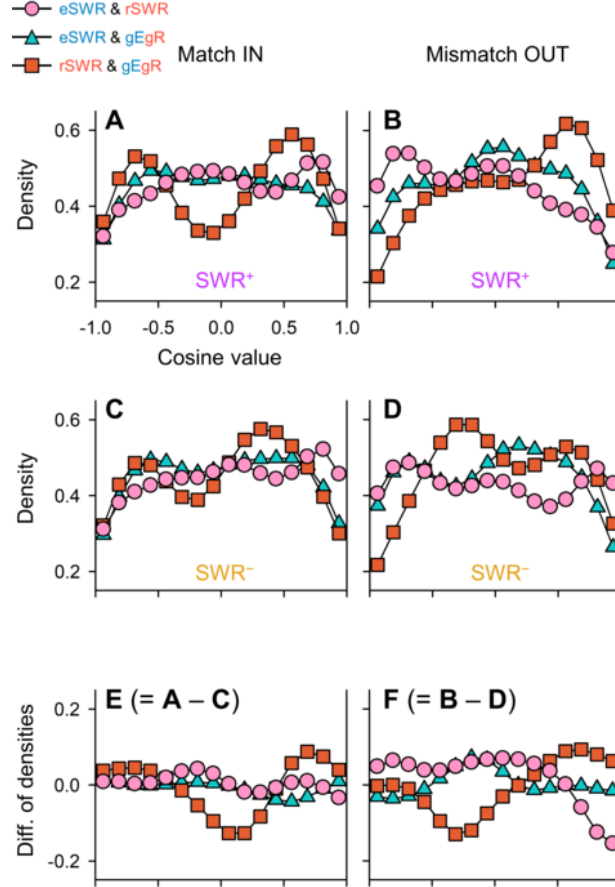 eSWR & rSWR
eSWR & gEgR
rSWR & gEgR
Match IN
Mismatch OUT
A
B
0.6
0.4
0.2
Density
SWR⁺
SWR⁺
-1.0 -0.5 0.0 0.5 1.0
Cosine value
C
D
0.6
0.4
0.2
Density
SWR⁻
SWR⁻
E (= A – C)
F (= B – D)
0.2
0.0
-0.2
Diff. of densities